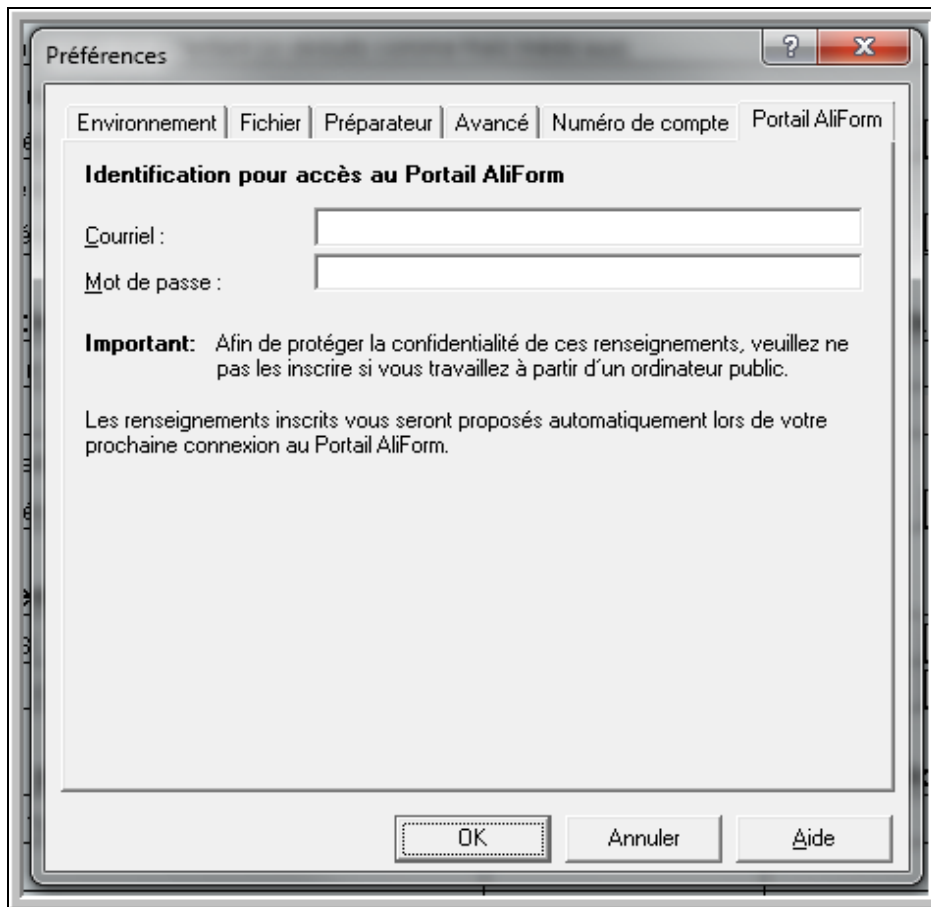 Préférences
Environnement Fichier Préparateur Avancé Numéro de compte Portail AliForm
Identification pour accès au Portail AliForm
Courriel :
Mot de passe :
Important: Afin de protéger la confidentialité de ces renseignements, veuillez ne
pas les inscrire si vous travaillez à partir d'un ordinateur public.
Les renseignements inscrits vous seront proposés automatiquement lors de votre
prochaine connexion au Portail AliForm.
OK Annuler Aide